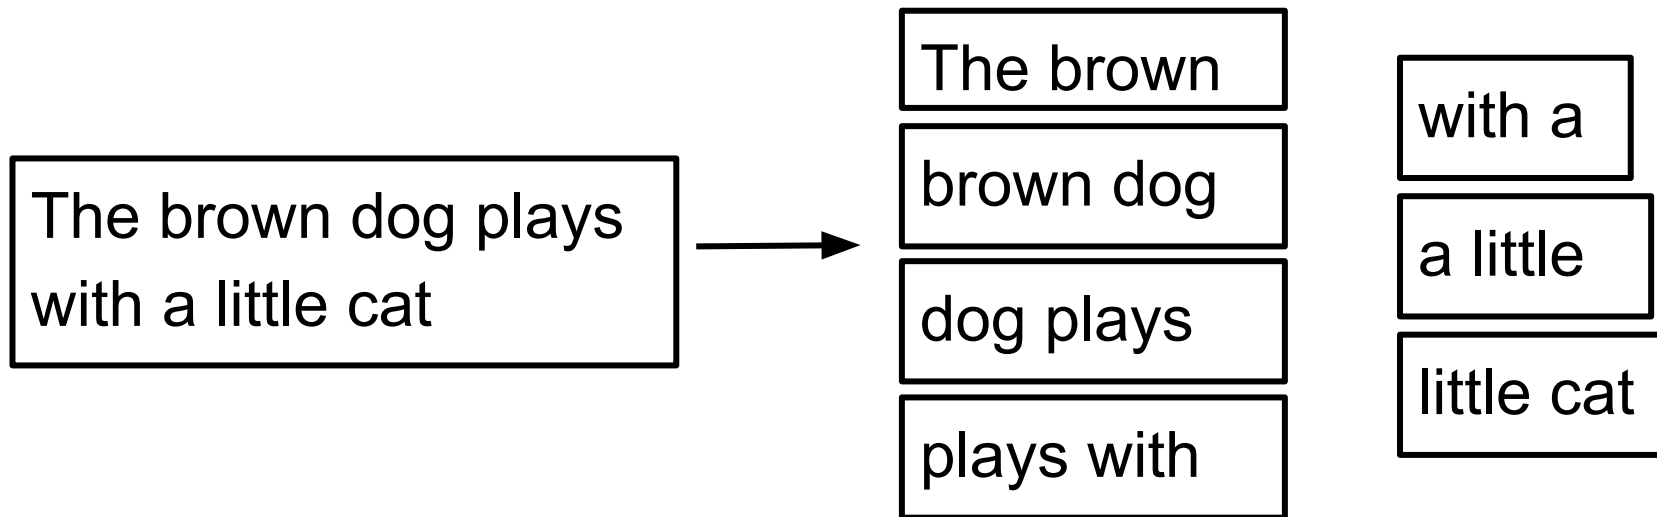 The brown dog plays
with a little cat
The brown
brown dog
dog plays
plays with
with a
a little
little cat